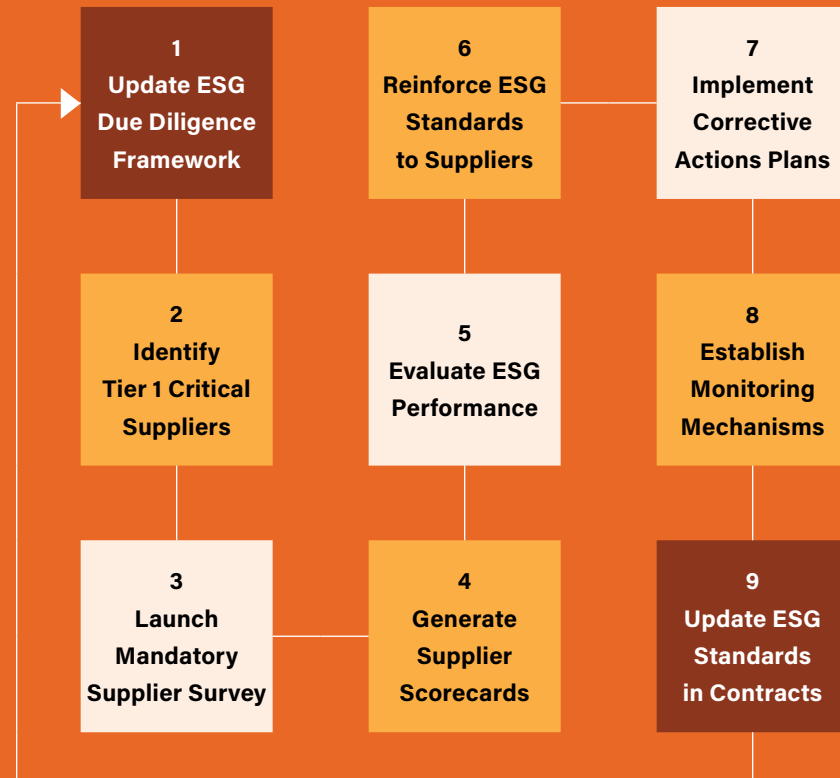 1
Update ESG
Due Diligence
Framework
2
Identify
Tier 1 Critical
Suppliers
3
Launch
Mandatory
Supplier Survey
4
Generate
Supplier
Scorecards
5
Evaluate ESG
Performance
6
Reinforce ESG
Standards
to Suppliers
7
Implement
Corrective
Actions Plans
8
Establish
Monitoring
Mechanisms
9
Update ESG
Standards
in Contracts